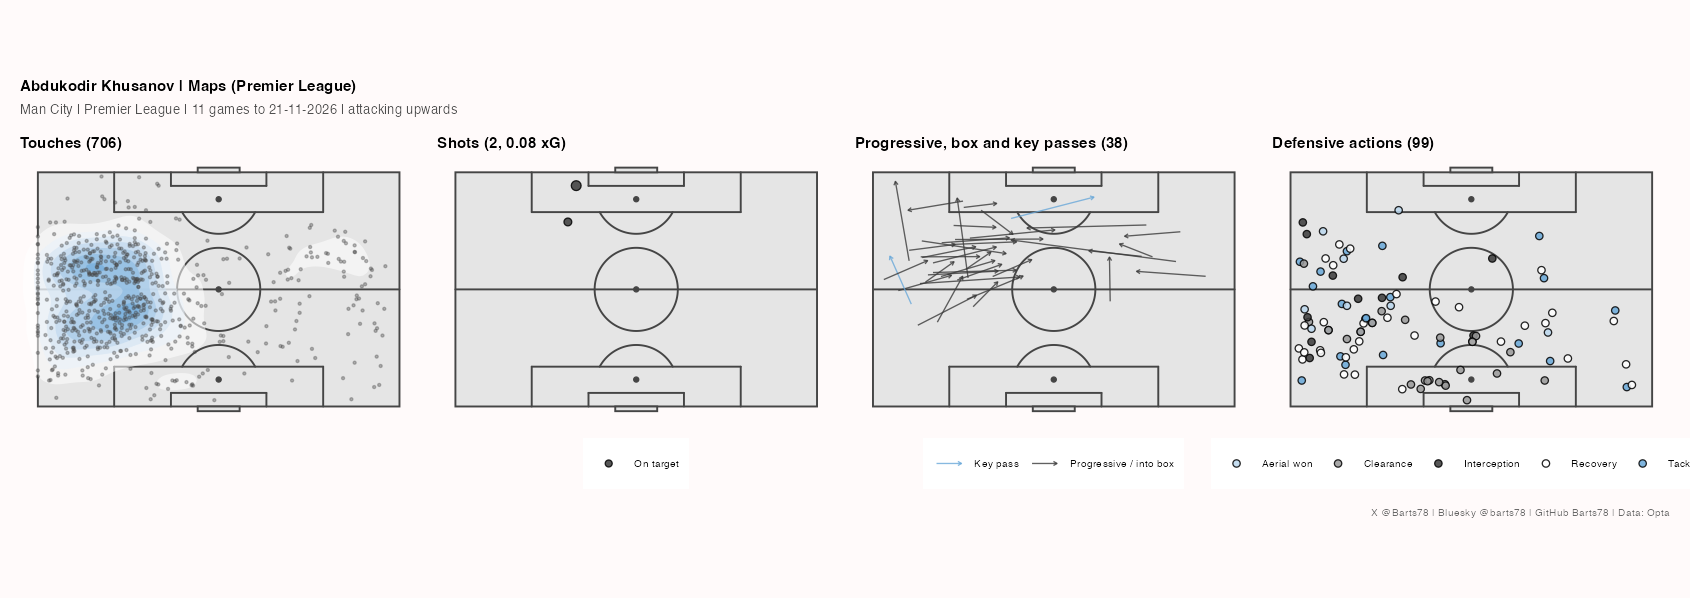 Abdukodir Khusanov | Maps (Premier League)
Man City | Premier League | 11 games to 21-11-2026 | attacking upwards
Touches (706)
Shots (2, 0.08 xG)
Progressive, box and key passes (38)
Defensive actions (99)
On target
Key pass
Progressive / into box
Aerial won
Clearance
Interception
Recovery
Tack
X @Barts78 | Bluesky @barts78 | GitHub Barts78 | Data: Opta